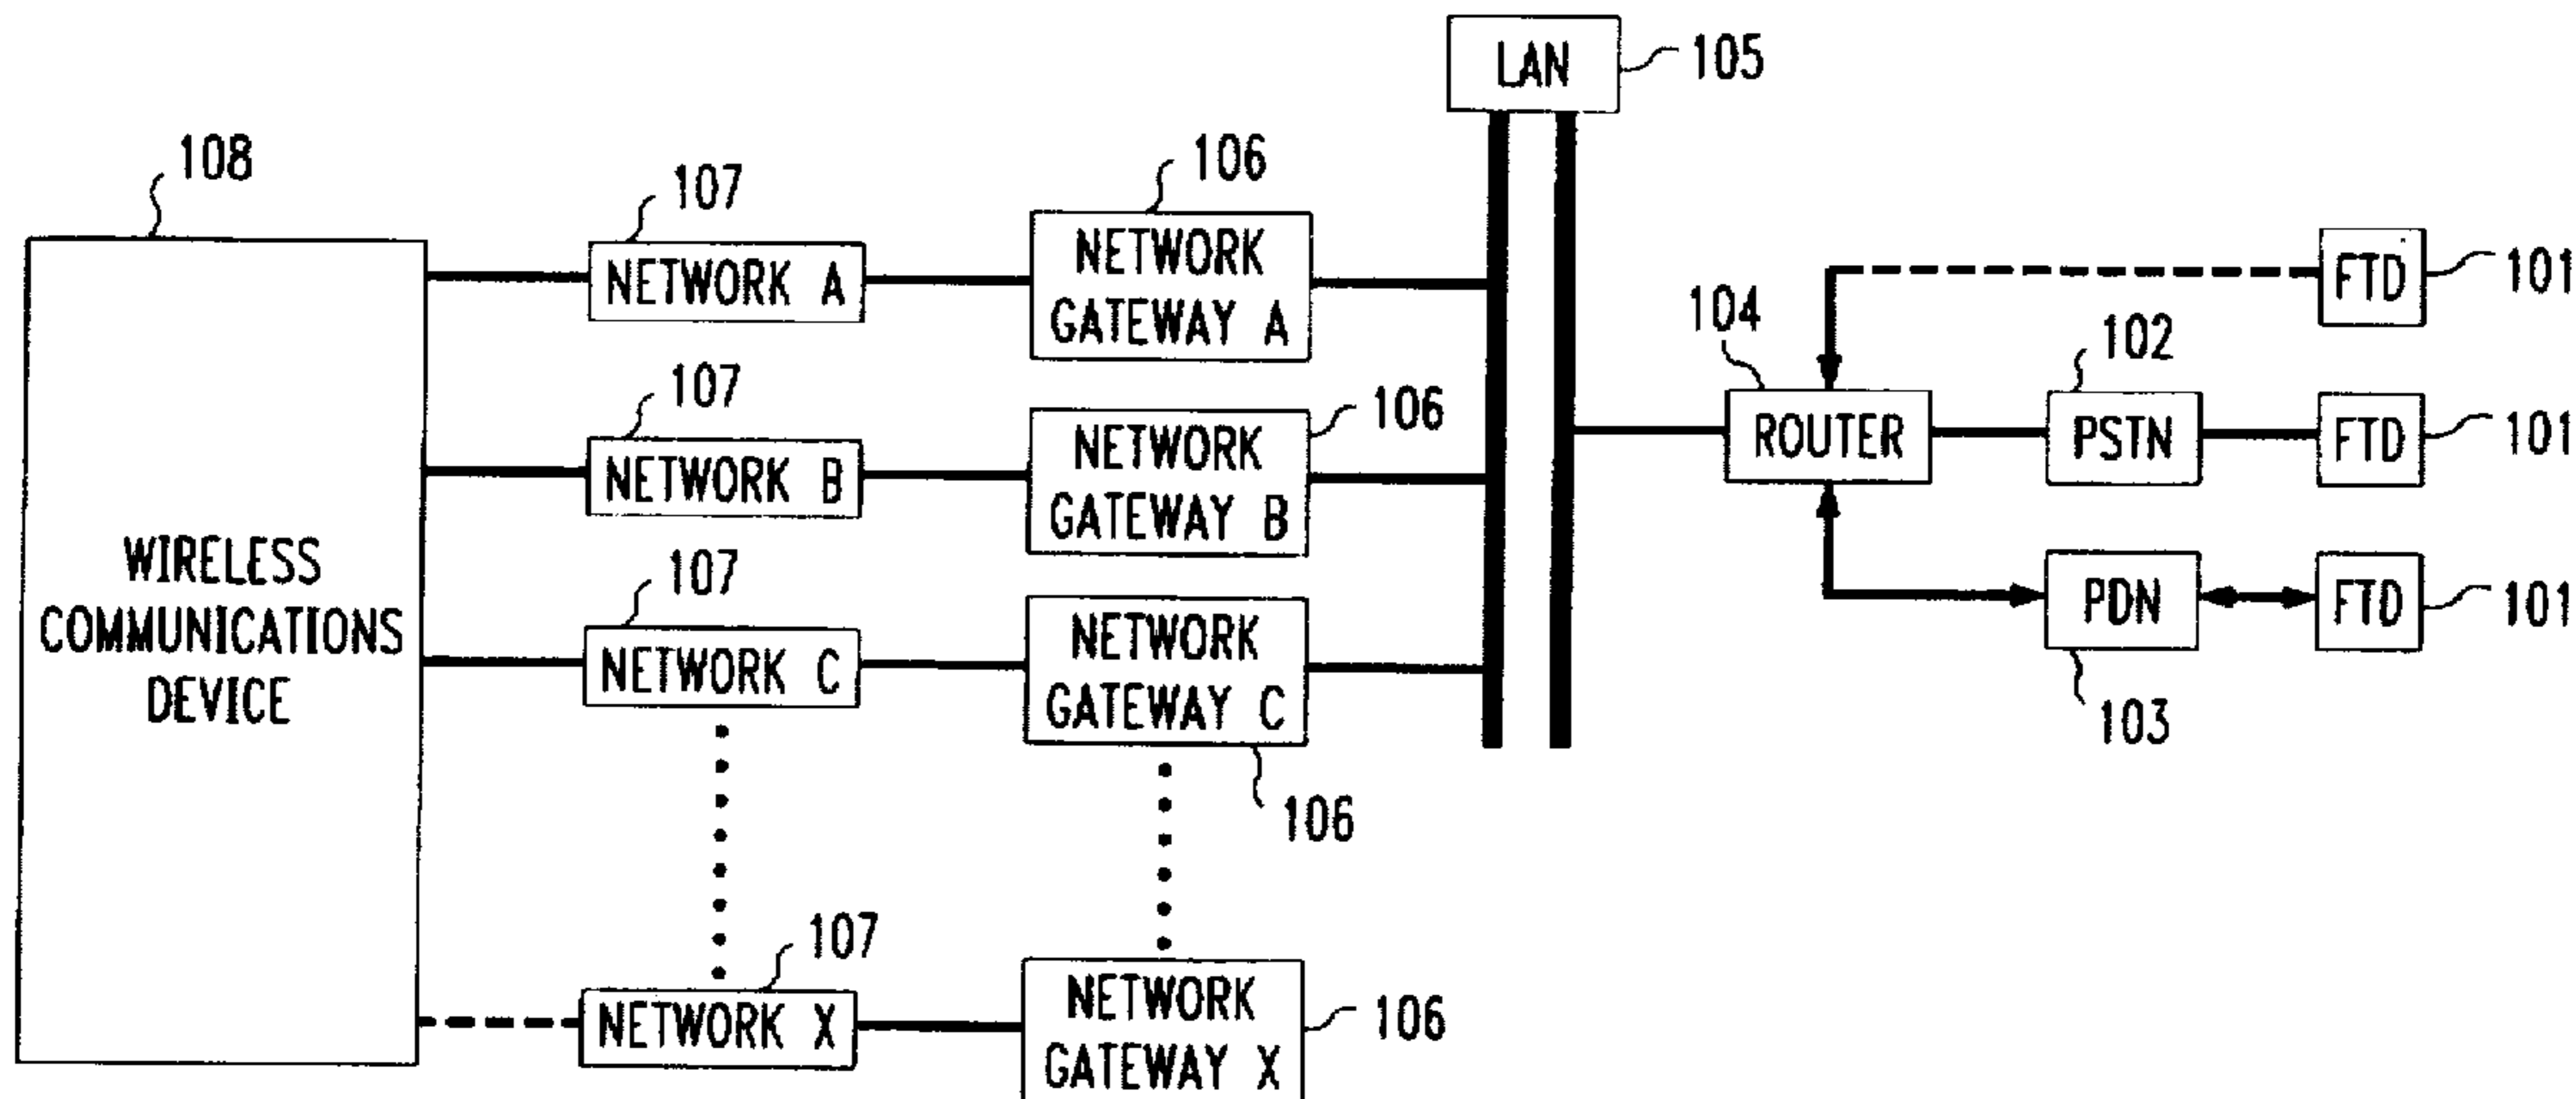 LAN
105
108
107
106
NETWORK A
NETWORK
GATEWAY A
FTD
101
104
102
107
106
NETWORK B
NETWORK
GATEWAY B
ROUTER
PSTN
FTD
101
WIRELESS
COMMUNICATIONS
DEVICE
107
NETWORK C
NETWORK
GATEWAY C
106
PDN
103
FTD
101
107
NETWORK X
NETWORK
GATEWAY X
106